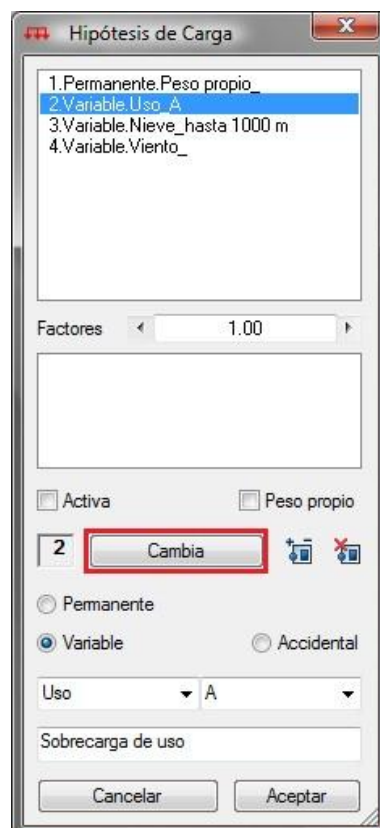 Hipótesis de Carga
1.Permanente.Peso propio_
2.Variable.Uso_A
3.Variable.Nieve_hasta 1000 m
4.Variable.Viento_
Factores 1.00
Activa Peso propio
2 Cambia
Permanente
Variable Accidental
Uso A
Sobrecarga de uso
Cancelar Aceptar